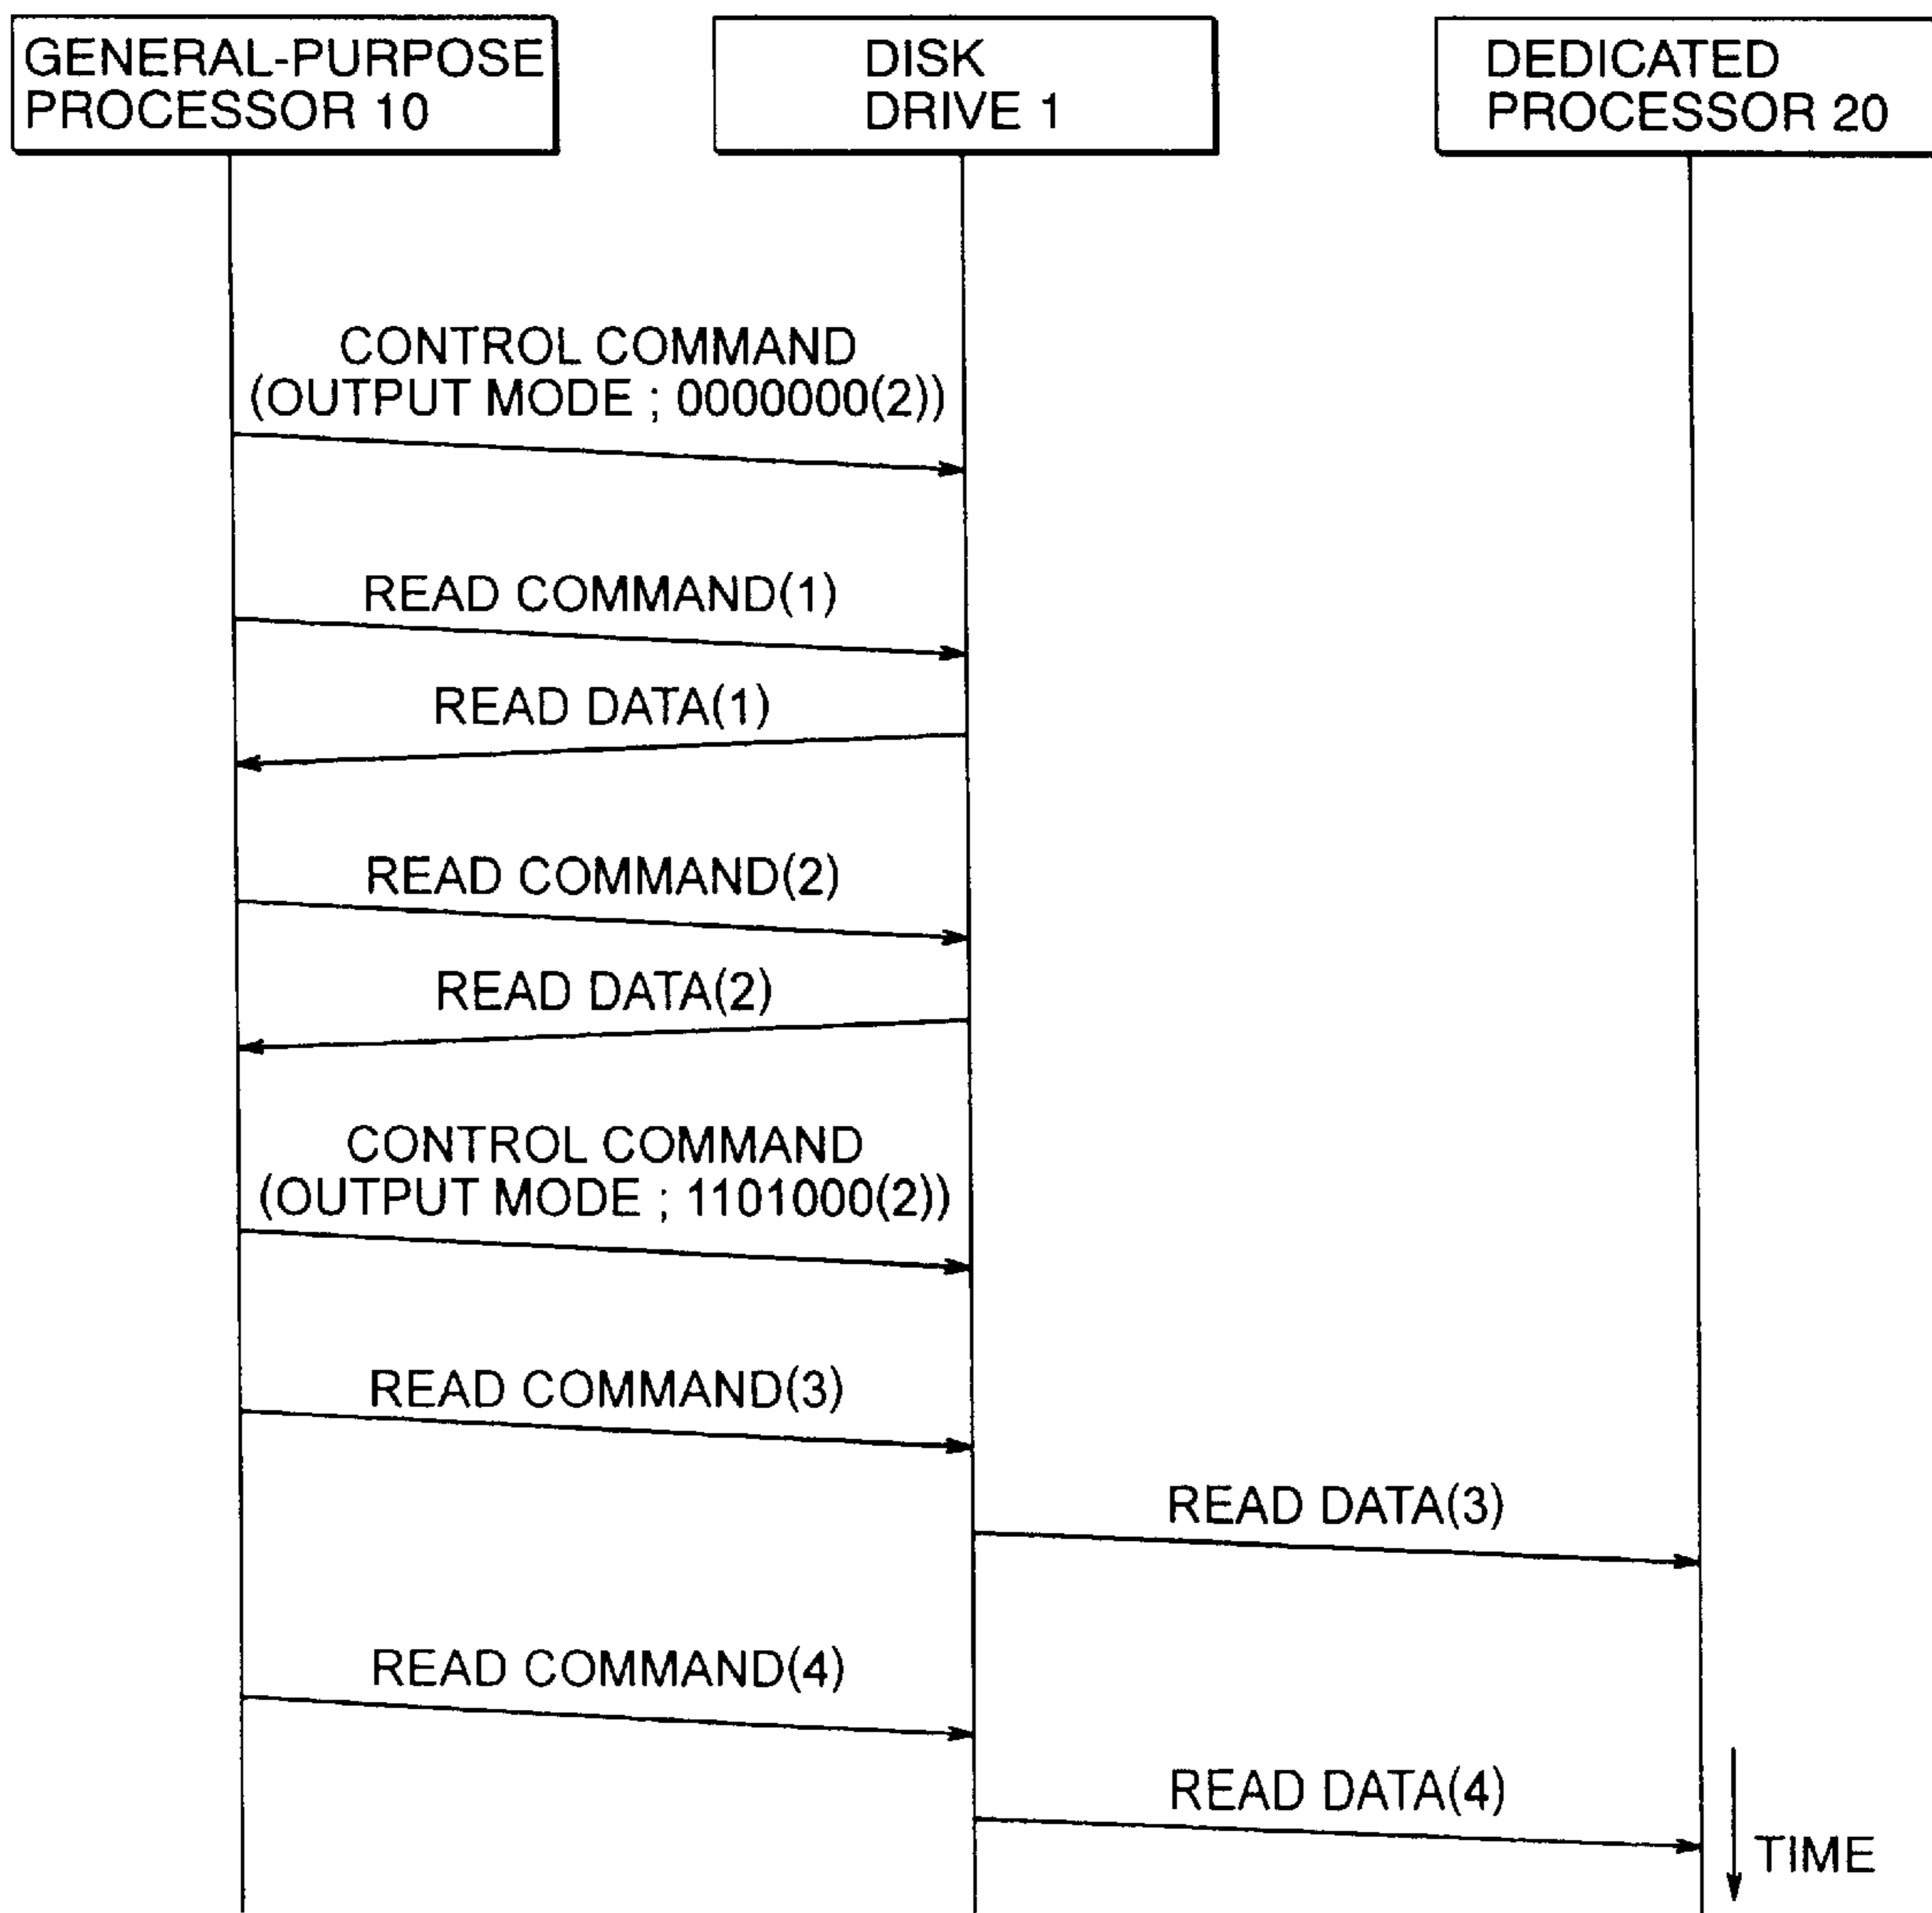 GENERAL-PURPOSE
PROCESSOR 10
DISK
DRIVE 1
DEDICATED
PROCESSOR 20
CONTROL COMMAND
(OUTPUT MODE ; 0000000(2))
READ COMMAND(1)
READ DATA(1)
READ COMMAND(2)
READ DATA(2)
CONTROL COMMAND
(OUTPUT MODE ; 1101000(2))
READ COMMAND(3)
READ DATA(3)
READ COMMAND(4)
READ DATA(4)
TIME